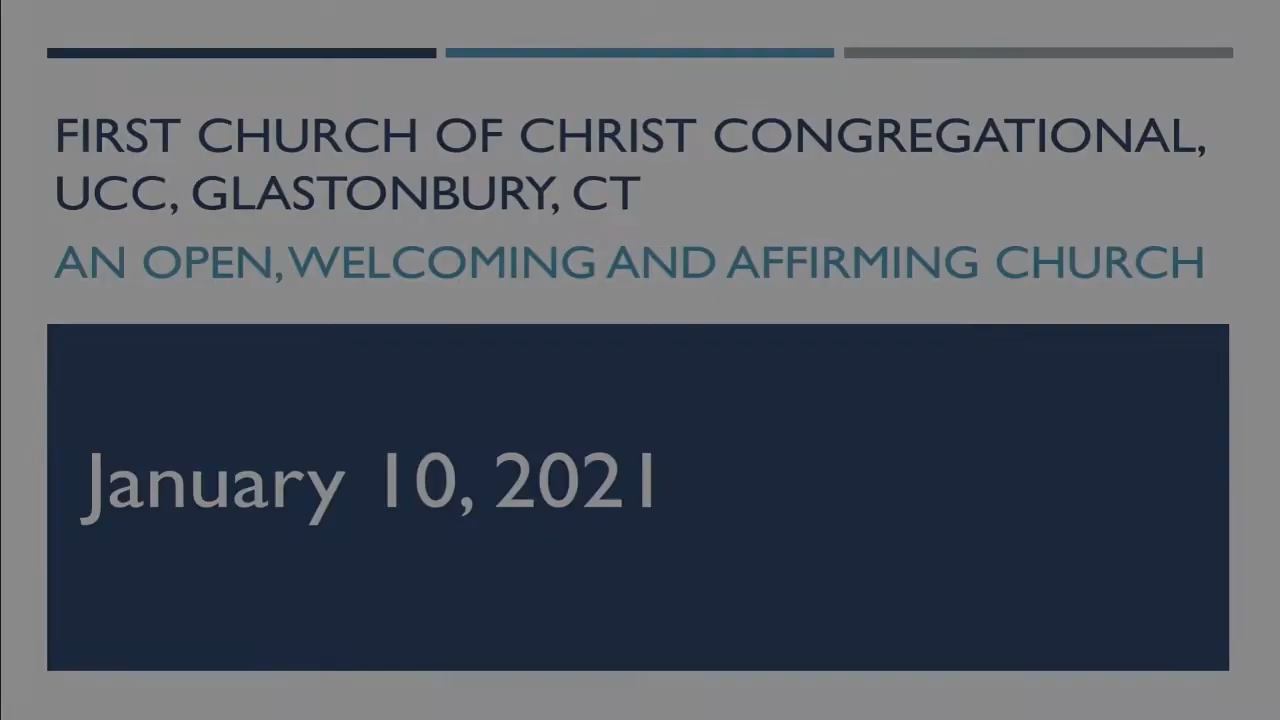 FIRST CHURCH OF CHRIST CONGREGATIONAL,
UCC, GLASTONBURY, CT
AN OPEN, WELCOMING AND AFFIRMING CHURCH
January 10, 2021